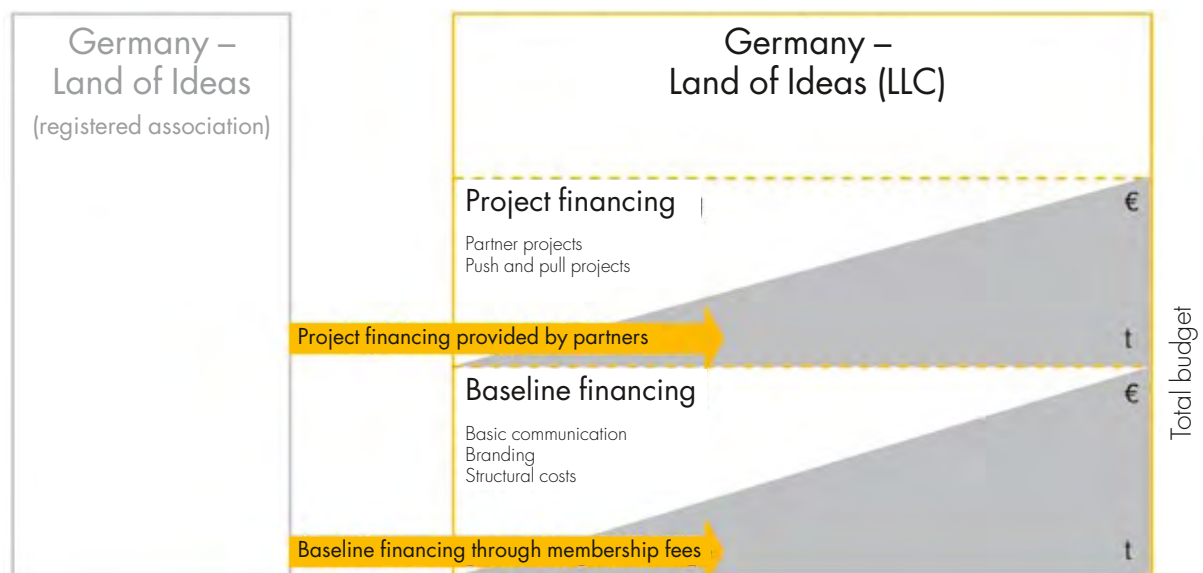 Germany –
Land of Ideas
(registered association)
Germany –
Land of Ideas (LLC)
Project financing
€
Partner projects
Push and pull projects
Project financing provided by partners
t
Baseline financing
€
Basic communication
Branding
Structural costs
Baseline financing through membership fees
t
Total budget